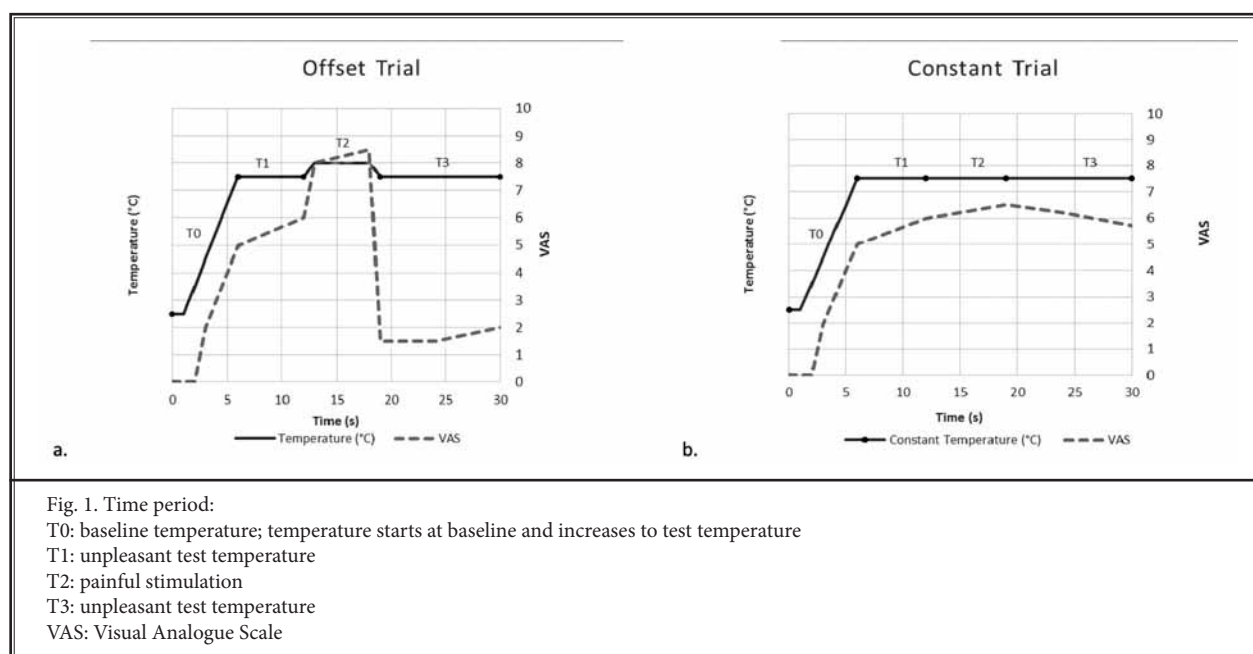 Offset Trial
10
9
8
7
6
5
4
3
2
1
0
T0
T1
T2
T3
Temperature (°C)
VAS
0 5 10 15 20 25 30
Time (s)
Temperature (°C) VAS
a.
Constant Trial
10
9
8
7
6
5
4
3
2
1
0
T0
T1
T2
T3
Temperature (°C)
VAS
0 5 10 15 20 25 30
Time (s)
Constant Temperature (°C) VAS
b.
Fig. 1. Time period:
T0: baseline temperature; temperature starts at baseline and increases to test temperature
T1: unpleasant test temperature
T2: painful stimulation
T3: unpleasant test temperature
VAS: Visual Analogue Scale